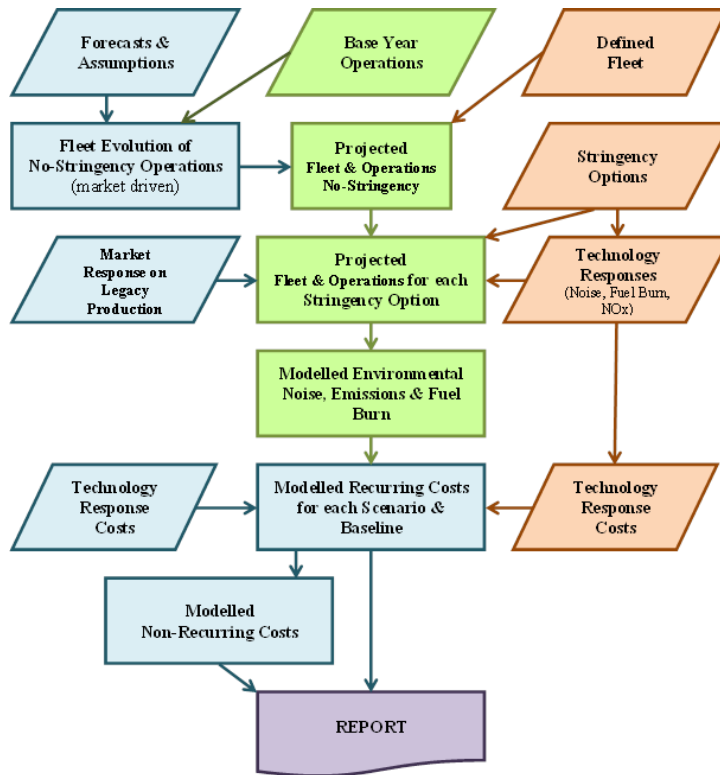 Forecasts &
Assumptions
Base Year
Operations
Defined
Fleet
Fleet Evolution of
No-Stringency Operations
(market driven)
Projected
Fleet & Operations
No-Stringency
Stringency
Options
Market
Response on
Legacy
Production
Projected
Fleet & Operations for each
Stringency Option
Technology
Responses
(Noise, Fuel Burn,
NOx)
Modelled Environmental
Noise, Emissions & Fuel
Burn
Technology
Response
Costs
Modelled Recurring Costs
for each Scenario &
Baseline
Technology
Response
Costs
Modelled
Non-Recurring Costs
REPORT